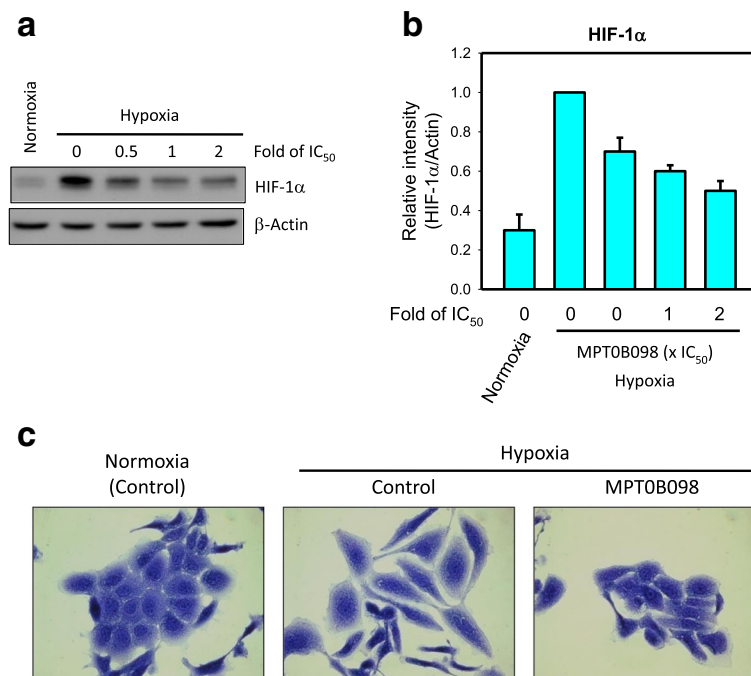 a
Normoxia
Hypoxia
0 0.5 1 2 Fold of IC50
HIF-1α
β-Actin
b
HIF-1α
Relative intensity
(HIF-1α/Actin)
1.2
1.0
0.8
0.6
0.4
0.2
0.0
Fold of IC50 0 0 0 1 2
Normoxia
MPT0B098 (x IC50)
Hypoxia
c
Normoxia
(Control)
Hypoxia
Control
MPT0B098